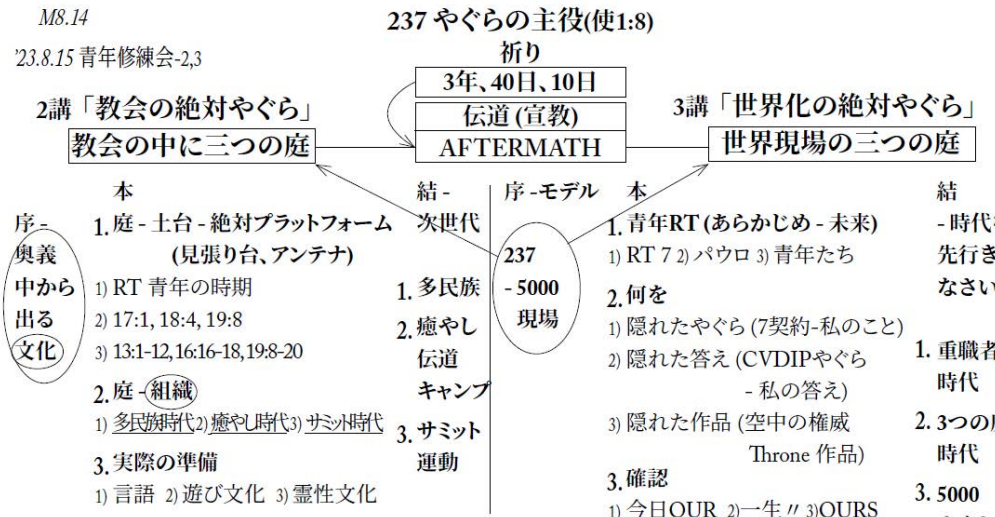 M8.14
'23.8.15 青年修練会-2,3
237 やぐらの主役(使1:8)
祈り
3年、40日、10日
伝道 (宣教)
AFTERMATH
2講「教会の絶対やぐら」
教会の中に三つの庭
3講「世界化の絶対やぐら」
世界現場の三つの庭
序 -
奥義
中から
出る
文化
本
1. 庭 - 土台 - 絶対プラットフォーム
(見張り台、アンテナ)
1) RT 青年の時期
2) 17:1, 18:4, 19:8
3) 13:1-12, 16:16-18, 19:8-20
2. 庭 - 組織
1) 多民族時代 2) 癒やし時代 3) サミット時代
3. 実際の準備
1) 言語 2) 遊び文化 3) 霊性文化
結 -
次世代
1. 多民族
2. 癒やし
伝道
キャンプ
3. サミット
運動
序 - モデル
237
- 5000
現場
本
1. 青年RT (あらかじめ - 未来)
1) RT 7 2) パウロ 3) 青年たち
2. 何を
1) 隠れたやぐら (7契約-私のこと)
2) 隠れた答え (CVDIPやぐら
- 私の答え)
3) 隠れた作品 (空中の権威
Throne 作品)
3. 確認
1) 今日OUR 2)一生 〃 3)OURS
結
- 時代
先行き
なさい
1. 重職者
時代
2. 3つの
時代
3. 5000